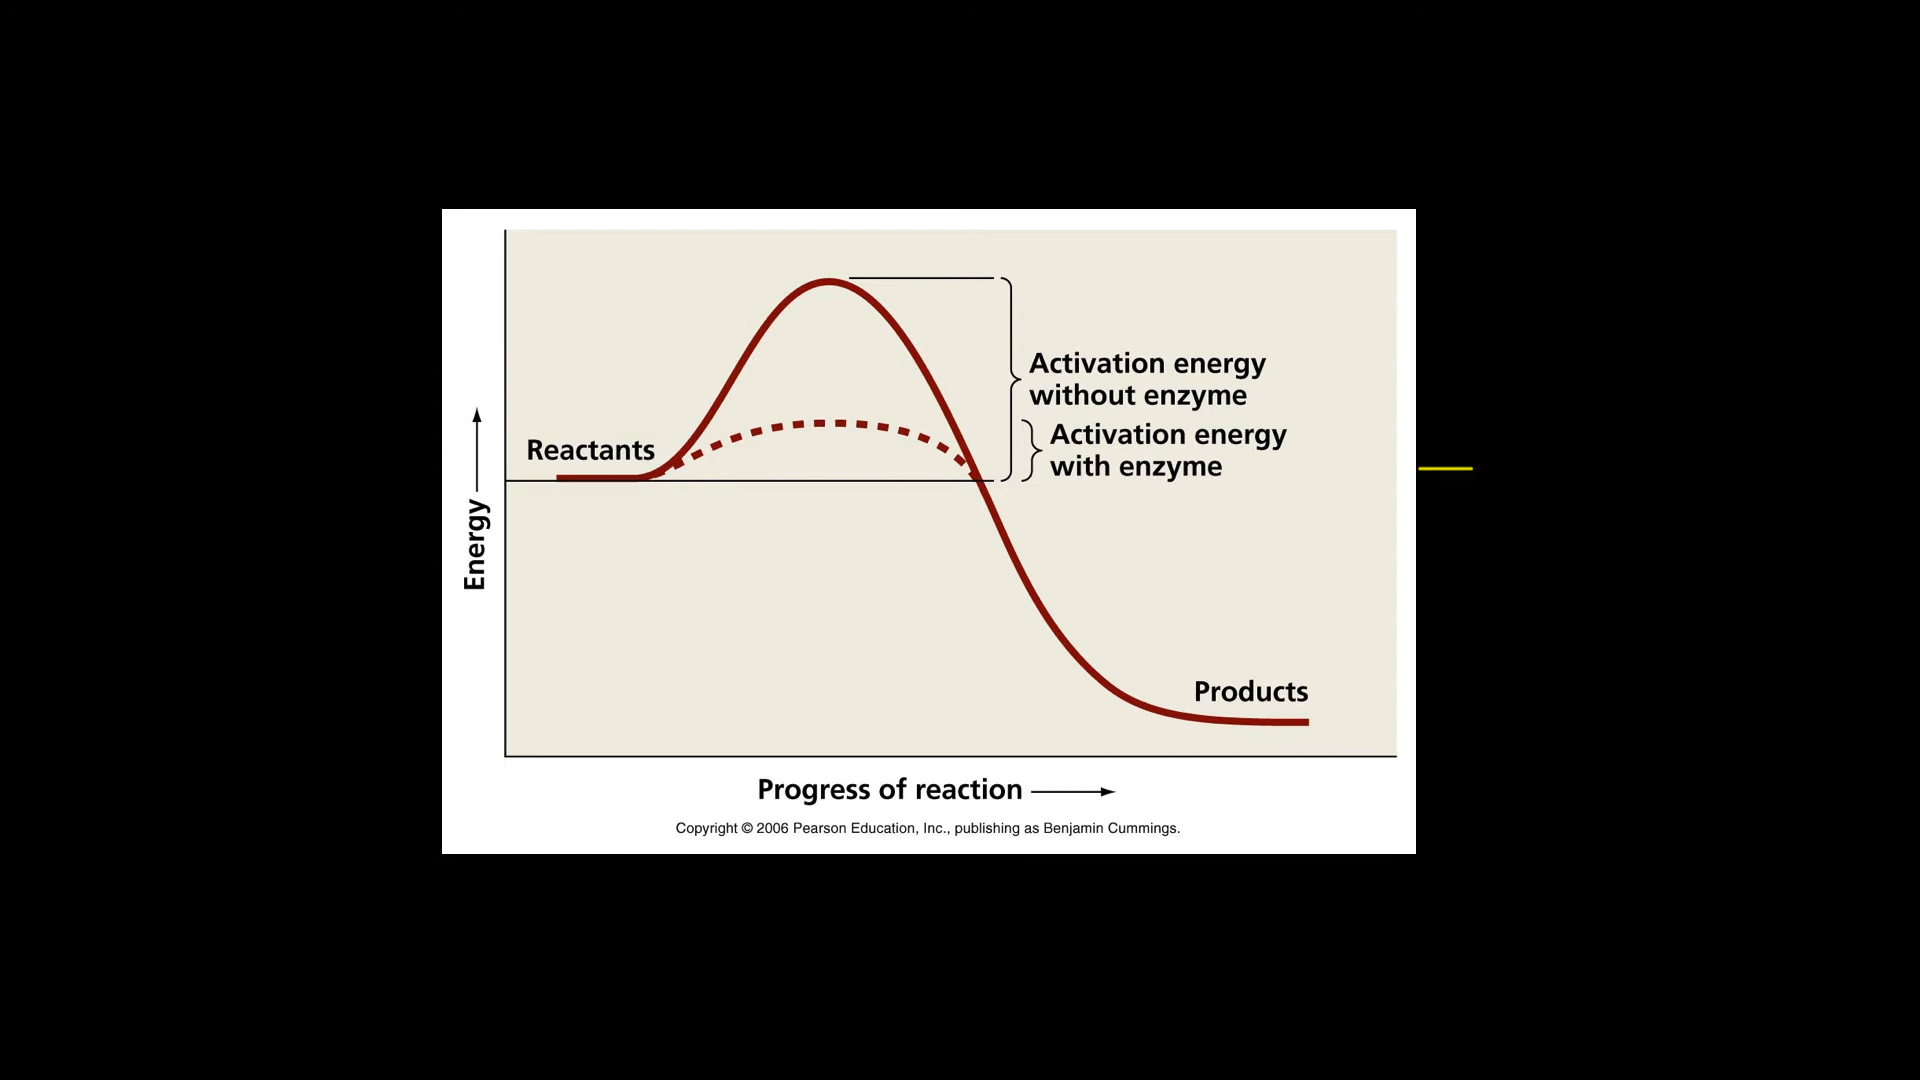 Activation energy
without enzyme
Activation energy
with enzyme
Reactants
Energy
Products
Progress of reaction
Copyright © 2006 Pearson Education, Inc., publishing as Benjamin Cummings.